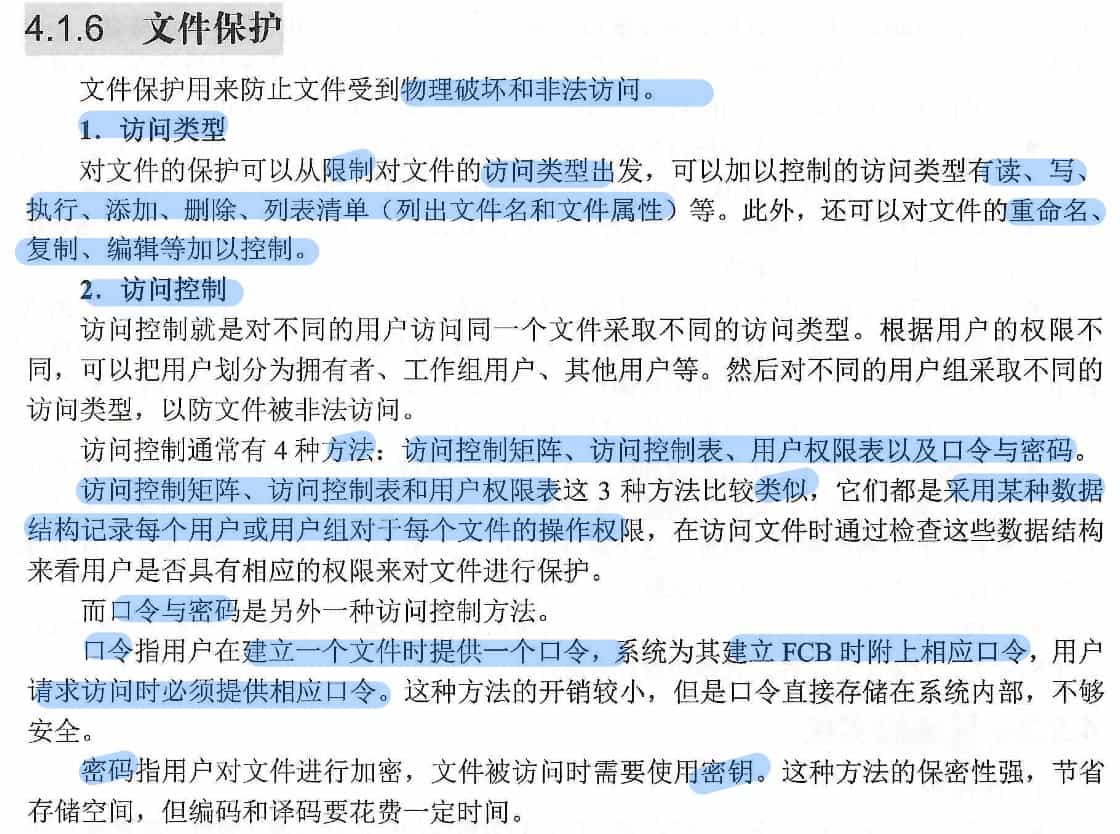 4.1.6 文件保护
文件保护用来防止文件受到物理破坏和非法访问。
1. 访问类型
对文件的保护可以从限制对文件的访问类型出发，可以加以控制的访问类型有读、写、
执行、添加、删除、列表清单（列出文件名和文件属性）等。此外，还可以对文件的重命名、
复制、编辑等加以控制。
2. 访问控制
访问控制就是对不同的用户访问同一个文件采取不同的访问类型。根据用户的权限不
同，可以把用户划分为拥有者、工作组用户、其他用户等。然后对不同的用户组采取不同的
访问类型，以防文件被非法访问。
访问控制通常有 4 种方法：访问控制矩阵、访问控制表、用户权限表以及口令与密码。
访问控制矩阵、访问控制表和用户权限表这 3 种方法比较类似，它们都是采用某种数据
结构记录每个用户或用户组对于每个文件的操作权限，在访问文件时通过检查这些数据结构
来看用户是否具有相应的权限来对文件进行保护。
而口令与密码是另外一种访问控制方法。
口令指用户在建立一个文件时提供一个口令，系统为其建立 FCB 时附上相应口令，用户
请求访问时必须提供相应口令。这种方法的开销较小，但是口令直接存储在系统内部，不够
安全。
密码指用户对文件进行加密，文件被访问时需要使用密钥。这种方法的保密性强，节省
存储空间，但编码和译码要花费一定时间。